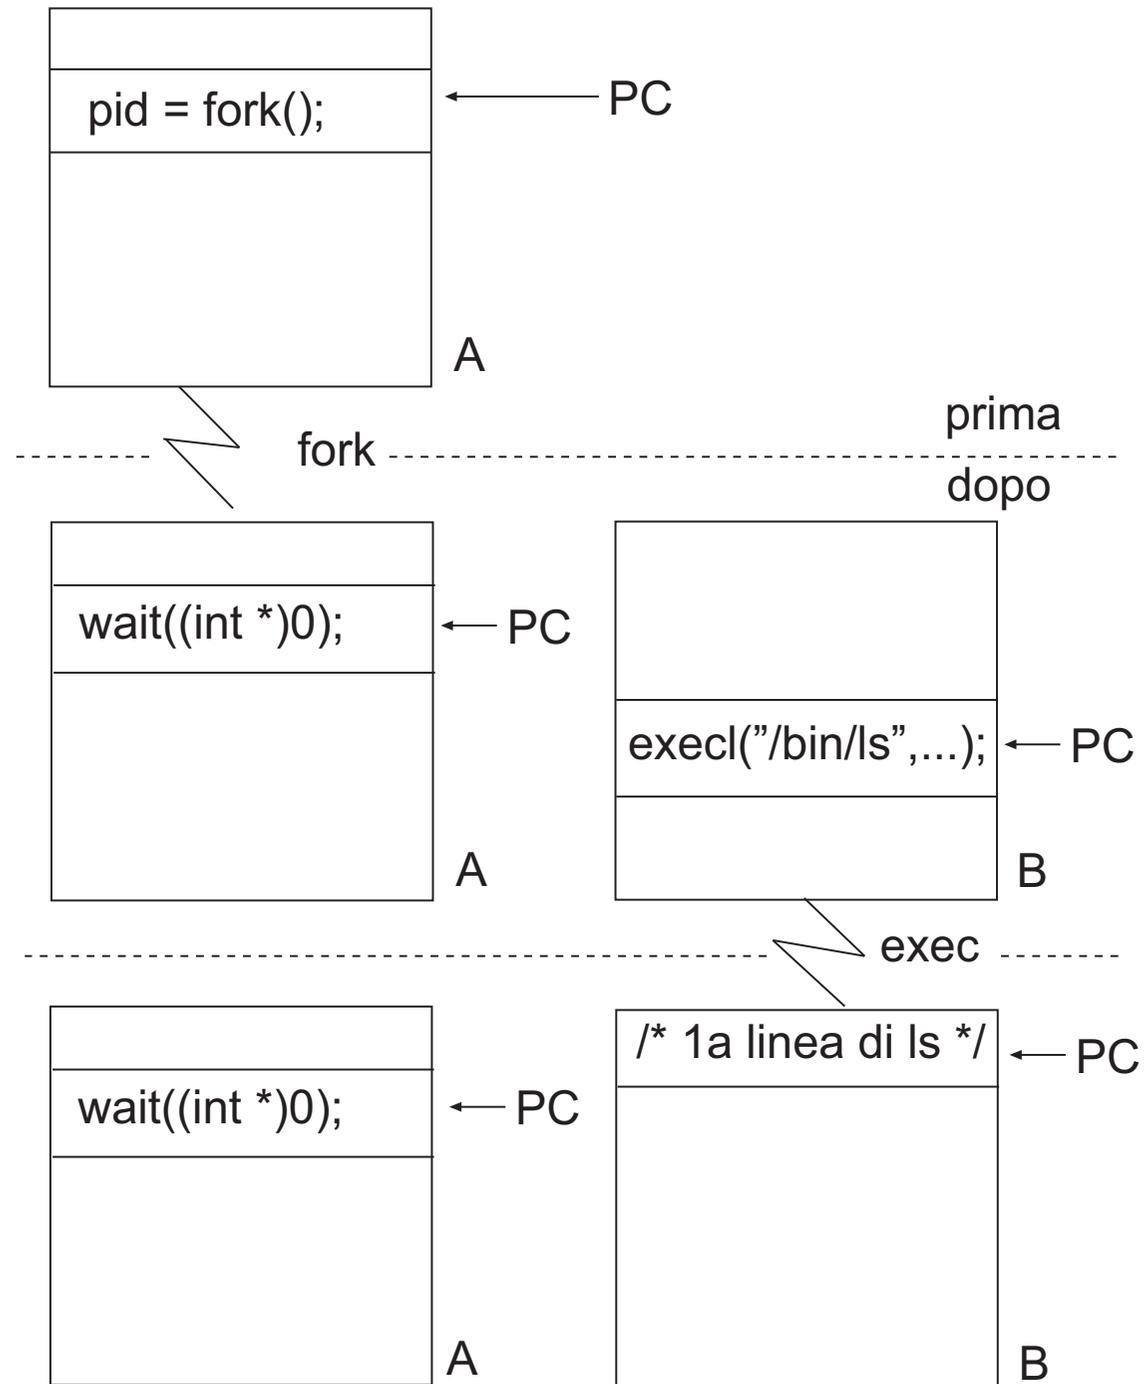 pid = fork();
PC
A
prima
fork
dopo
wait((int *)0);
PC
execl(”/bin/ls”,...);
PC
A
B
exec
/* 1a linea di ls */
PC
wait((int *)0);
PC
A
B